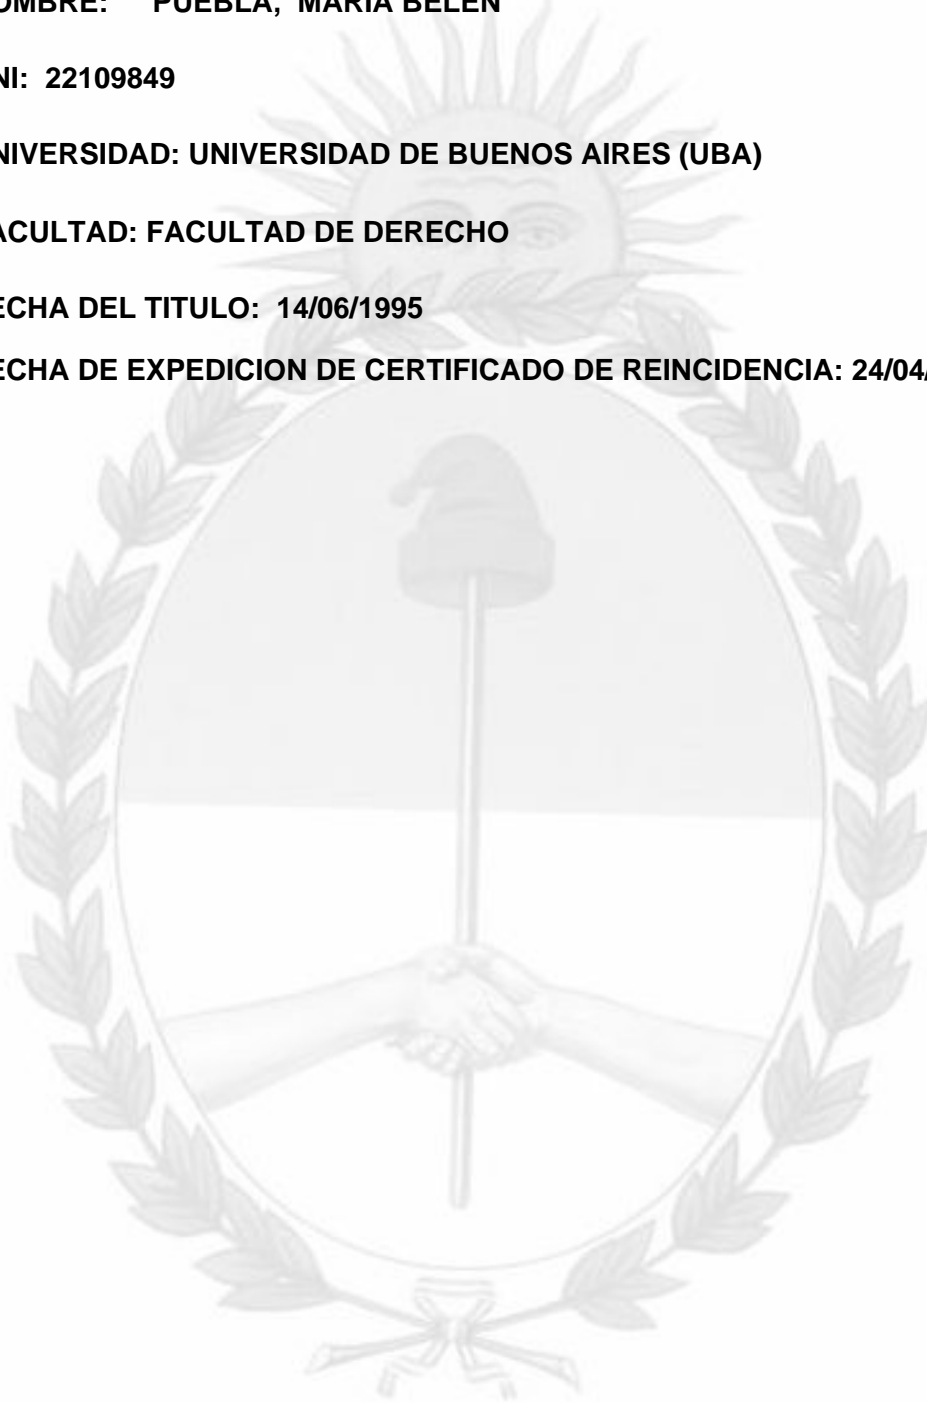 OMBRE: PUEBLA, MARIA BELEN
NI: 22109849
NIVERSIDAD: UNIVERSIDAD DE BUENOS AIRES (UBA)
ACULTAD: FACULTAD DE DERECHO
ECHA DEL TITULO: 14/06/1995
ECHA DE EXPEDICION DE CERTIFICADO DE REINCIDENCIA: 24/04/